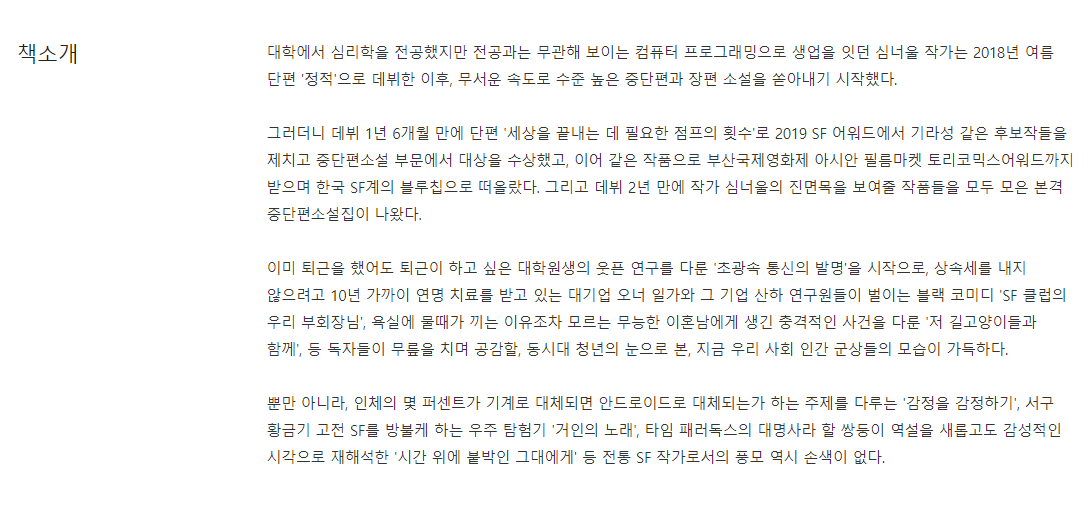 책소개
대학에서 심리학을 전공했지만 전공과는 무관해 보이는 컴퓨터 프로그래밍으로 생업을 잇던 심너울 작가는 2018년 여름
단편 '정적'으로 데뷔한 이후, 무서운 속도로 수준 높은 중단편과 장편 소설을 쏟아내기 시작했다.
그러더니 데뷔 1년 6개월 만에 단편 '세상을 끝내는 데 필요한 점프의 횟수'로 2019 SF 어워드에서 기라성 같은 후보작들을
제치고 중단편소설 부문에서 대상을 수상했고, 이어 같은 작품으로 부산국제영화제 아시안 필름마켓 토리코믹스어워드까지
받으며 한국 SF계의 블루칩으로 떠올랐다. 그리고 데뷔 2년 만에 작가 심너울의 진면목을 보여줄 작품들을 모두 모은 본격
중단편소설집이 나왔다.
이미 퇴근을 했어도 퇴근이 하고 싶은 대학원생의 웃픈 연구를 다룬 '초광속 통신의 발명'을 시작으로, 상속세를 내지
않으려고 10년 가까이 연명 치료를 받고 있는 대기업 오너 일가와 그 기업 산하 연구원들이 벌이는 블랙 코미디 'SF 클럽의
우리 부회장님', 욕실에 물때가 끼는 이유조차 모르는 무능한 이혼남에게 생긴 충격적인 사건을 다룬 '저 길고양이들과
함께', 등 독자들이 무릎을 치며 공감할, 동시대 청년의 눈으로 본, 지금 우리 사회 인간 군상들의 모습이 가득하다.
뿐만 아니라, 인체의 몇 퍼센트가 기계로 대체되면 안드로이드로 대체되는가 하는 주제를 다루는 '감정을 감정하기', 서구
황금기 고전 SF를 방불케 하는 우주 탐험기 '거인의 노래', 타임 패러독스의 대명사라 할 쌍둥이 역설을 새롭고도 감성적인
시각으로 재해석한 '시간 위에 붙박인 그대에게' 등 전통 SF 작가로서의 풍모 역시 손색이 없다.